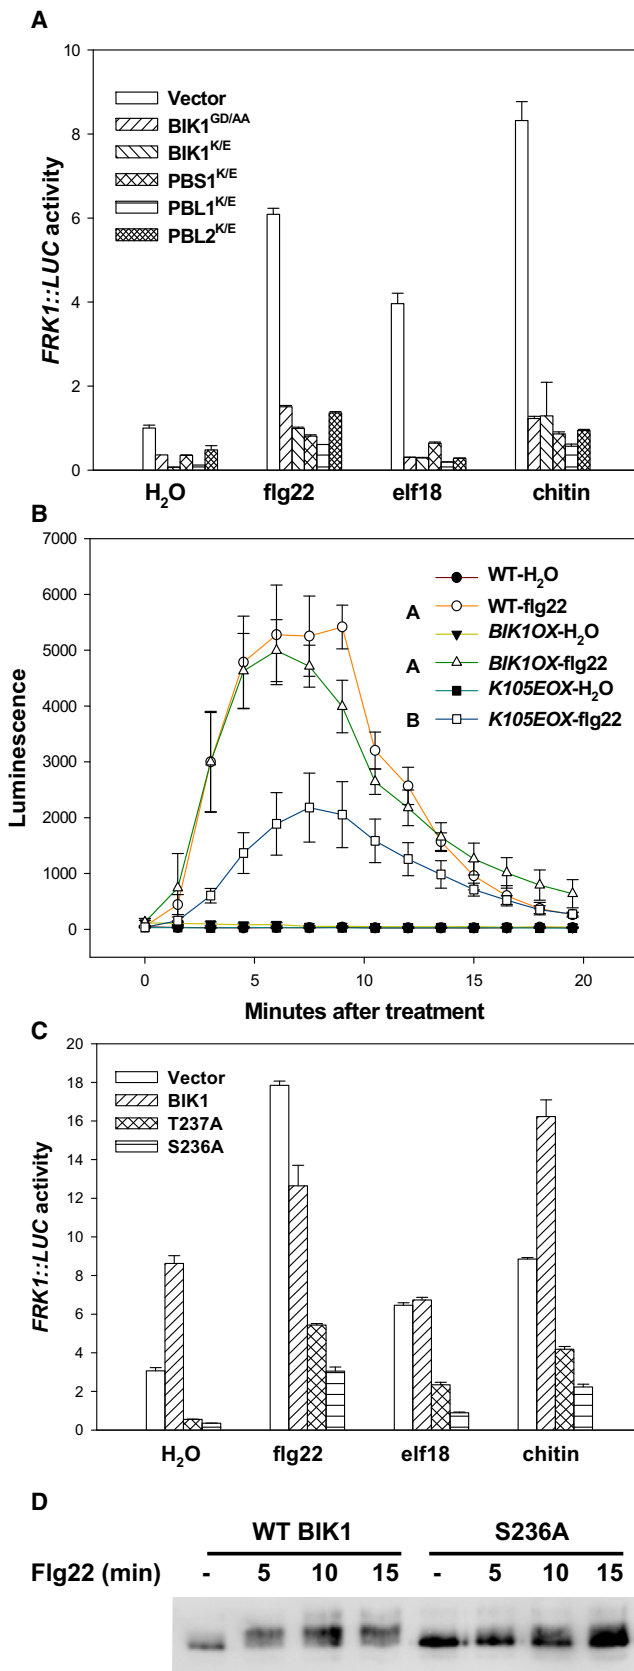 A
FRK1::LUC activity
10
8
6
4
2
0
Vector
BIK1GD/AA
BIK1K/E
PBS1K/E
PBL1K/E
PBL2K/E
H2O flg22 elf18 chitin
B
Luminescence
7000
6000
5000
4000
3000
2000
1000
0
WT-H2O
A WT-flg22
BIK1OX-H2O
A BIK1OX-flg22
K105EOX-H2O
B K105EOX-flg22
0 5 10 15 20
Minutes after treatment
C
FRK1::LUC activity
20
18
16
14
12
10
8
6
4
2
0
Vector
BIK1
T237A
S236A
H2O flg22 elf18 chitin
D
WT BIK1 S236A
Flg22 (min) - 5 10 15 - 5 10 15